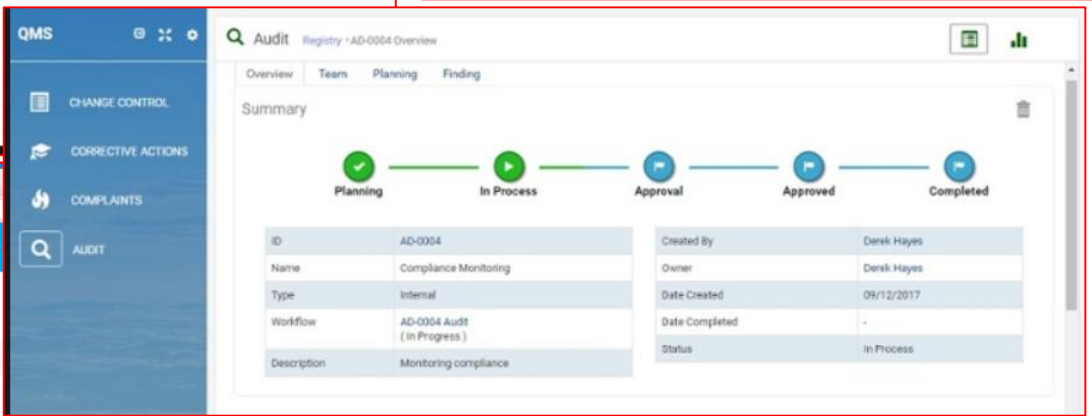 QMS
CHANGE CONTROL
CORRECTIVE ACTIONS
COMPLAINTS
AUDIT
Audit Registry • AD-0004 Overview
Overview Team Planning Finding
Summary
Planning In Process Approval Approved Completed
ID AD-0004
Name Compliance Monitoring
Type Internal
Workflow AD-0004 Audit
( In Progress )
Description Monitoring compliance
Created By Derek Hayes
Owner Derek Hayes
Date Created 09/12/2017
Date Completed -
Status In Process